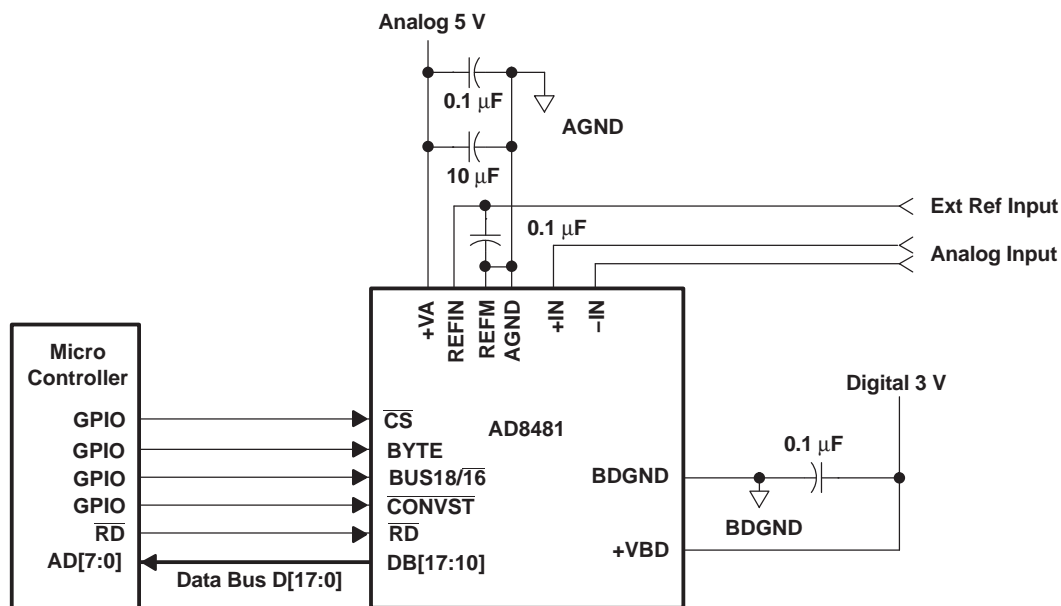 Analog 5 V
0.1 μF
AGND
10 μF
Ext Ref Input
0.1 μF
Analog Input
+VA
REFIN
REFM
AGND
+IN
−IN
Micro
Controller
Digital 3 V
GPIO
CS
AD8481
GPIO
BYTE
0.1 μF
GPIO
BUS18/16
BDGND
GPIO
CONVST
BDGND
RD
RD
+VBD
AD[7:0]
DB[17:10]
Data Bus D[17:0]